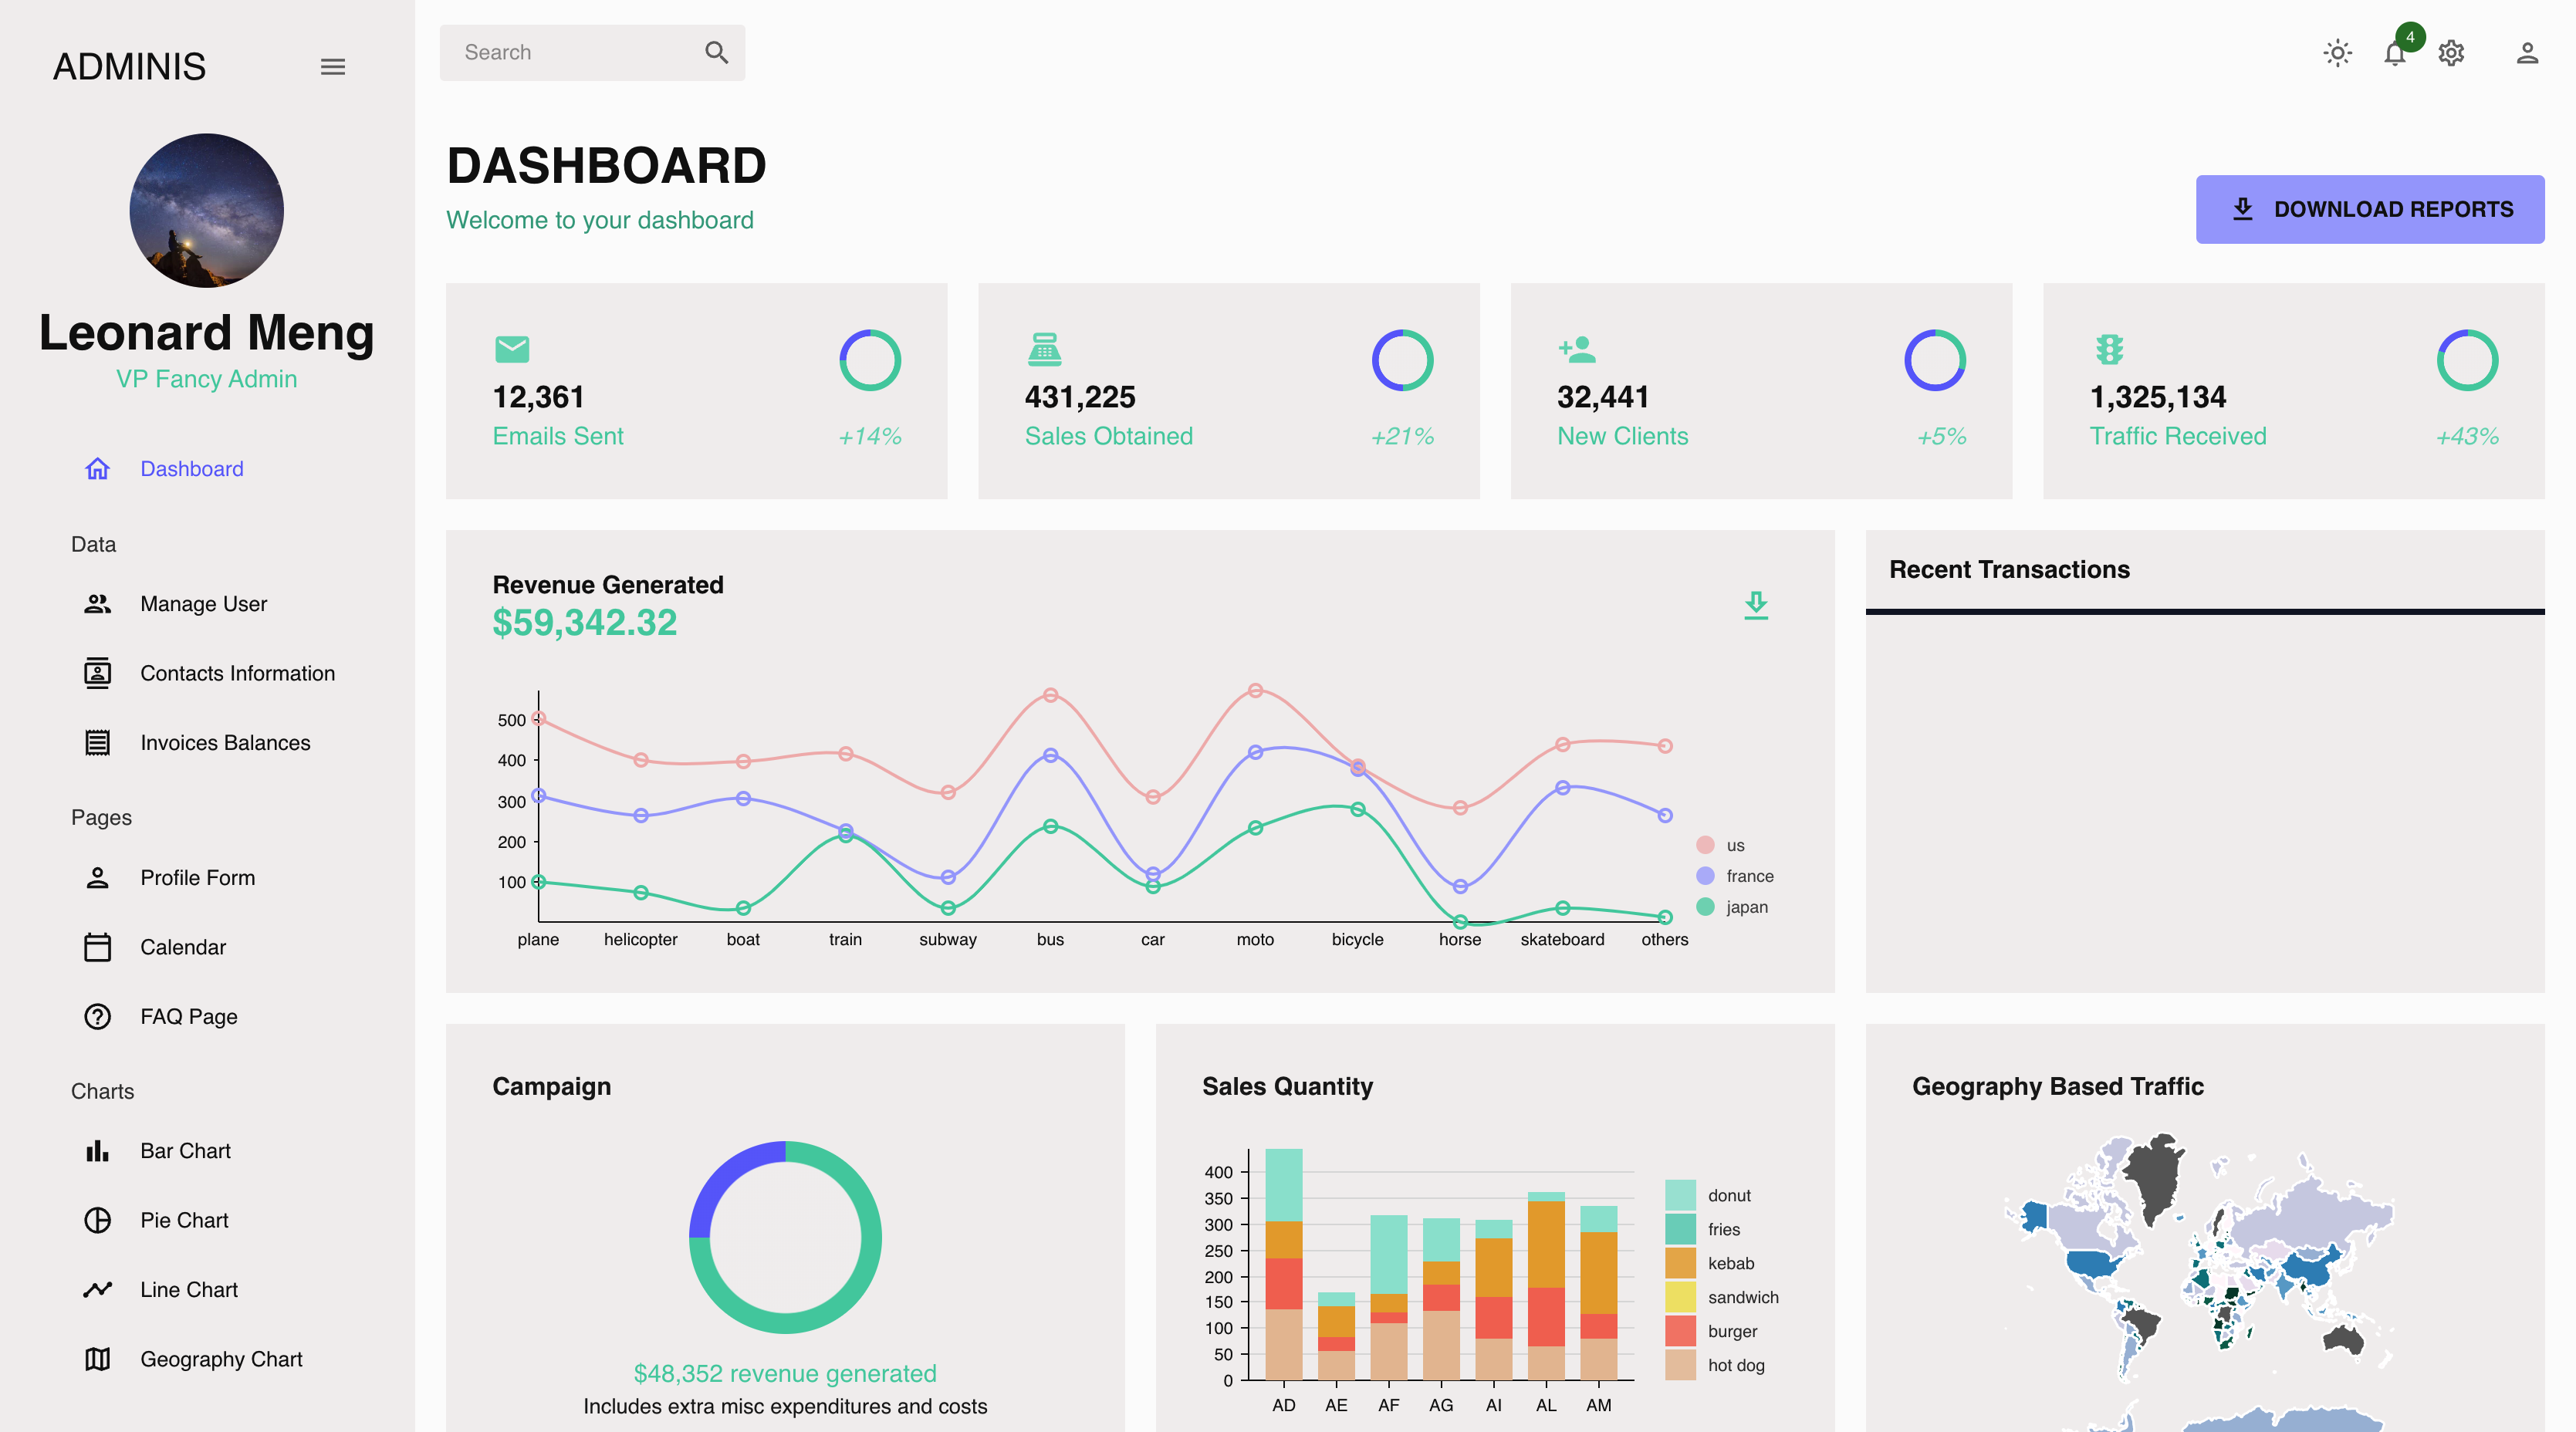 ADMINIS
Leonard Meng
VP Fancy Admin
Dashboard
Data
Manage User
Contacts Information
Invoices Balances
Pages
Profile Form
Calendar
FAQ Page
Charts
Bar Chart
Pie Chart
Line Chart
Geography Chart
Search
4
DASHBOARD
Welcome to your dashboard
DOWNLOAD REPORTS
12,361
Emails Sent
+14%
431,225
Sales Obtained
+21%
32,441
New Clients
+5%
1,325,134
Traffic Received
+43%
Revenue Generated
$59,342.32
500
400
300
200
100
plane helicopter boat train subway bus car moto bicycle horse skateboard others
us
france
japan
Recent Transactions
Campaign
$48,352 revenue generated
Includes extra misc expenditures and costs
Sales Quantity
400
350
300
250
200
150
100
50
0
AD AE AF AG AI AL AM
donut
fries
kebab
sandwich
burger
hot dog
Geography Based Traffic